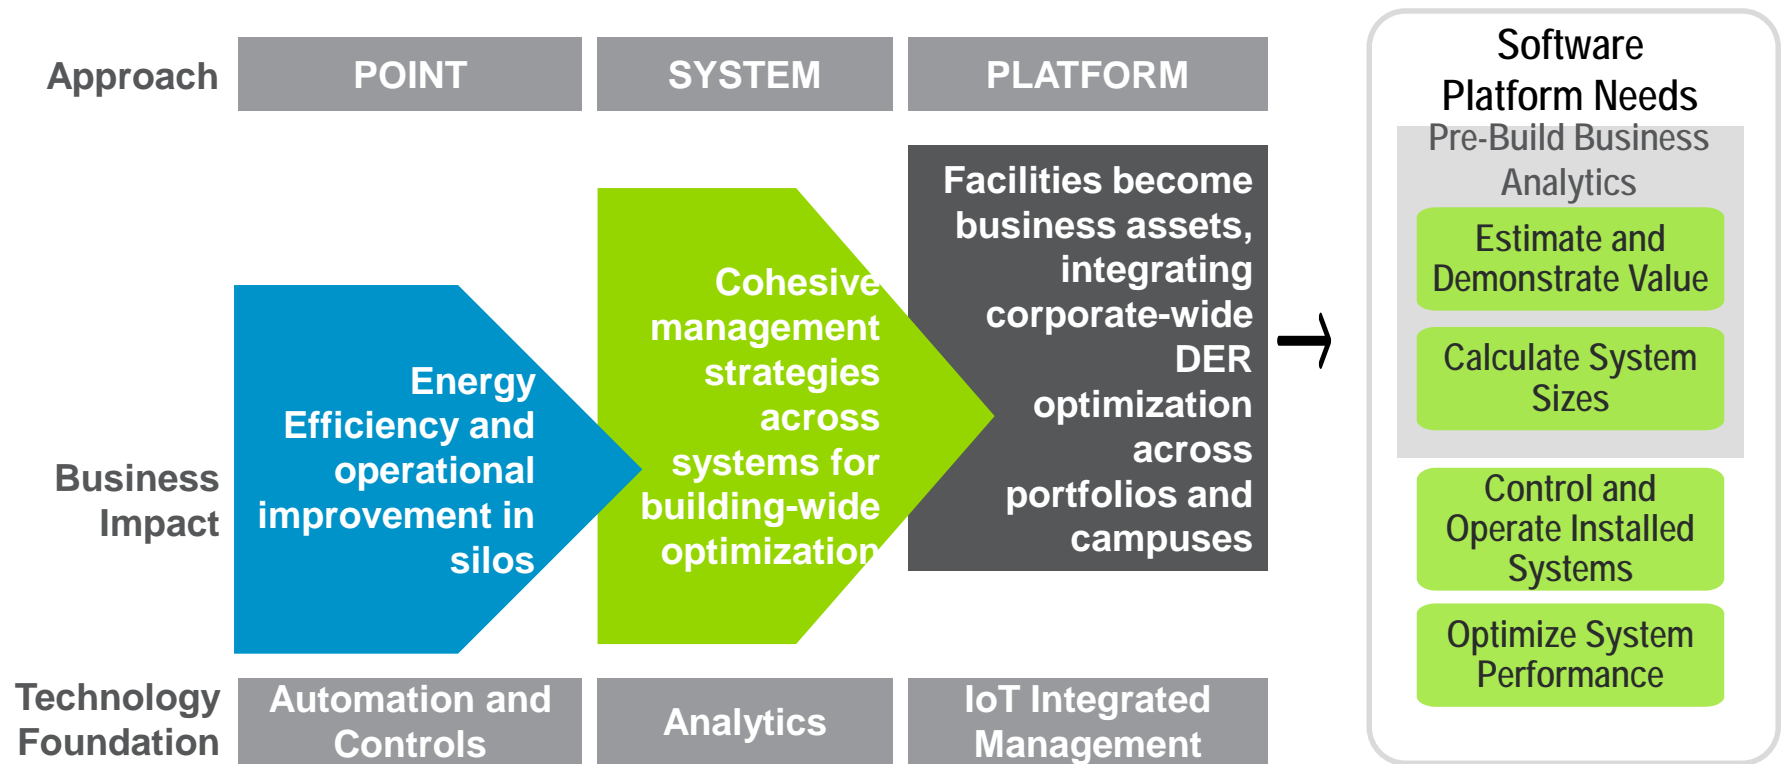 Approach
POINT
SYSTEM
PLATFORM
Business
Impact
Energy
Efficiency and
operational
improvement in
silos
Cohesive
management
strategies
across
systems for
building-wide
optimization
Facilities become
business assets,
integrating
corporate-wide
DER
optimization
across
portfolios and
campuses
Technology
Foundation
Automation and
Controls
Analytics
IoT Integrated
Management
Software
Platform Needs
Pre-Build Business
Analytics
Estimate and
Demonstrate Value
Calculate System
Sizes
Control and
Operate Installed
Systems
Optimize System
Performance